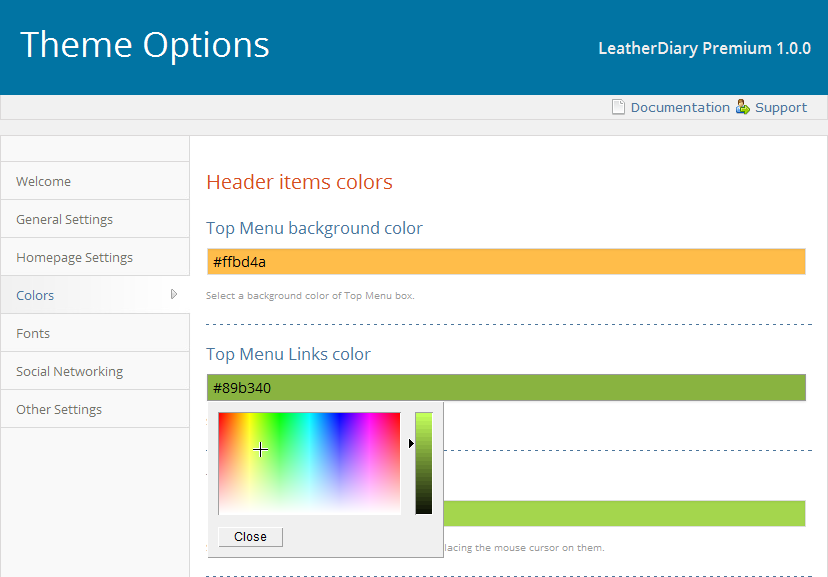 Theme Options
LeatherDiary Premium 1.0.0
Documentation
Support
Welcome
General Settings
Homepage Settings
Colors
Fonts
Social Networking
Other Settings
Header items colors
Top Menu background color
#ffbd4a
Select a background color of Top Menu box.
Top Menu Links color
#89b340
Close
lacing the mouse cursor on them.